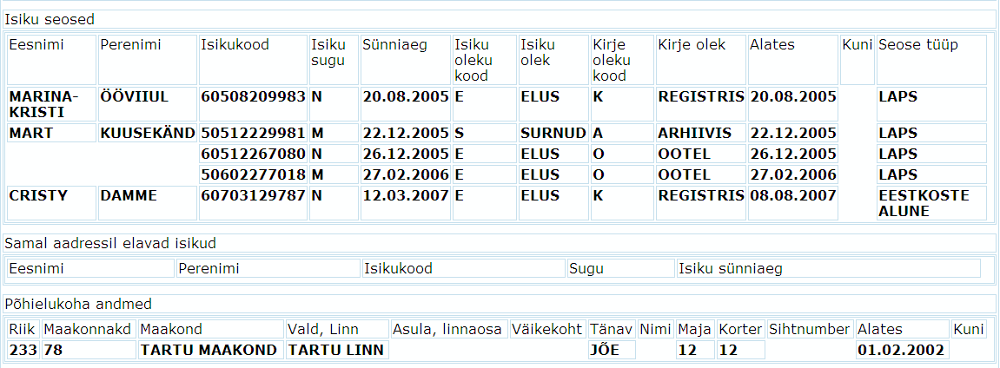 Isiku seosed
Eesnimi Perenimi Isikukood Isiku sugu Sünniaeg Isiku oleku kood Isiku olek Kirje oleku kood Kirje olek Alates Kuni Seose tüüp
MARINA-KRISTI ÖÖVIIUL 60508209983 N 20.08.2005 E ELUS K REGISTRIS 20.08.2005 LAPS
MART KUUSEKÄND 50512229981 M 22.12.2005 S SURNUD A ARHIIVIS 22.12.2005 LAPS
60512267080 N 26.12.2005 E ELUS O OOTEL 26.12.2005 LAPS
50602277018 M 27.02.2006 E ELUS O OOTEL 27.02.2006 LAPS
CRISTY DAMME 60703129787 N 12.03.2007 E ELUS K REGISTRIS 08.08.2007 EESTKOSTE ALUNE
Samal aadressil elavad isikud
Eesnimi Perenimi Isikukood Sugu Isiku sünniaeg
Põhielukoha andmed
Riik Maakonnakd Maakond Vald, Linn Asula, linnaosa Väikekoht Tänav Nimi Maja Korter Sihtnumber Alates Kuni
233 78 TARTU MAAKOND TARTU LINN JÕE 12 12 01.02.2002